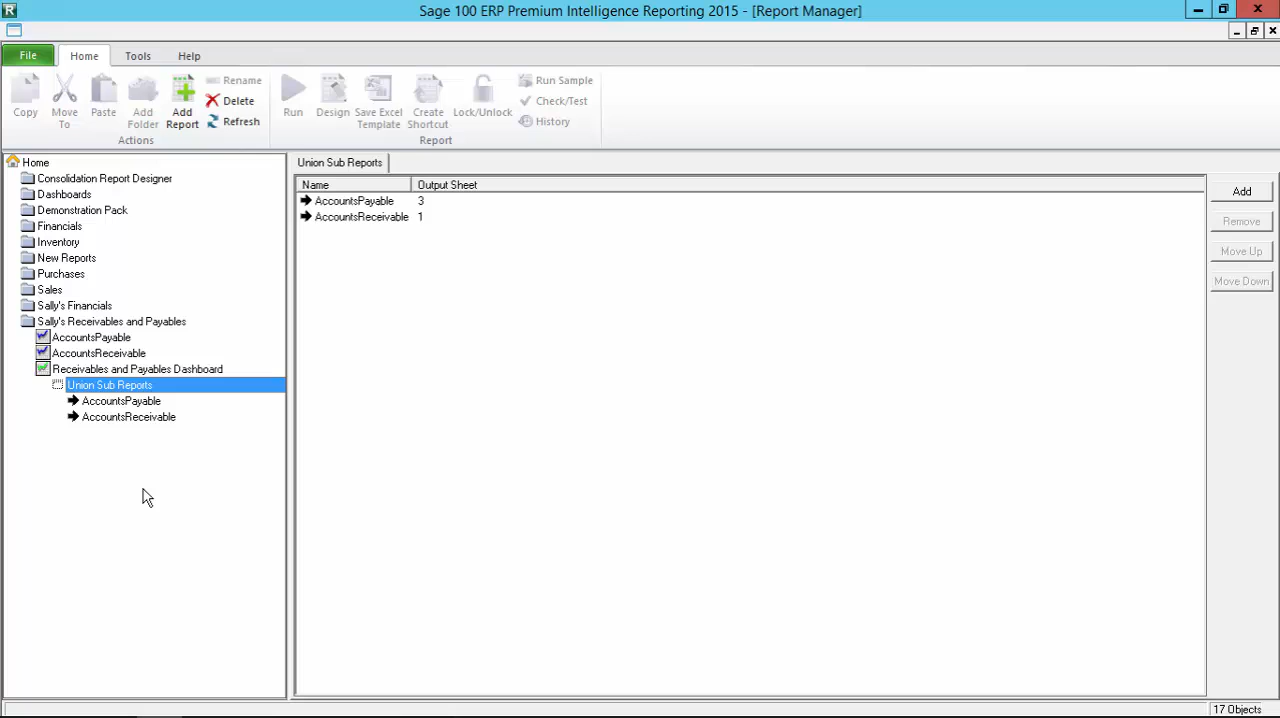 Sage 100 ERP Premium Intelligence Reporting 2015 - [Report Manager]
File Home Tools Help
Copy Move To Paste Add Folder Add Report Rename Delete Refresh
Actions
Run Design Save Excel Template Create Shortcut Lock/Unlock Run Sample Check/Test History
Report
Home
Consolidation Report Designer
Dashboards
Demonstration Pack
Financials
Inventory
New Reports
Purchases
Sales
Sally's Financials
Sally's Receivables and Payables
AccountsPayable
AccountsReceivable
Receivables and Payables Dashboard
Union Sub Reports
AccountsPayable
AccountsReceivable
Union Sub Reports
Name Output Sheet
AccountsPayable 3
AccountsReceivable 1
Add
Remove
Move Up
Move Down
17 Objects